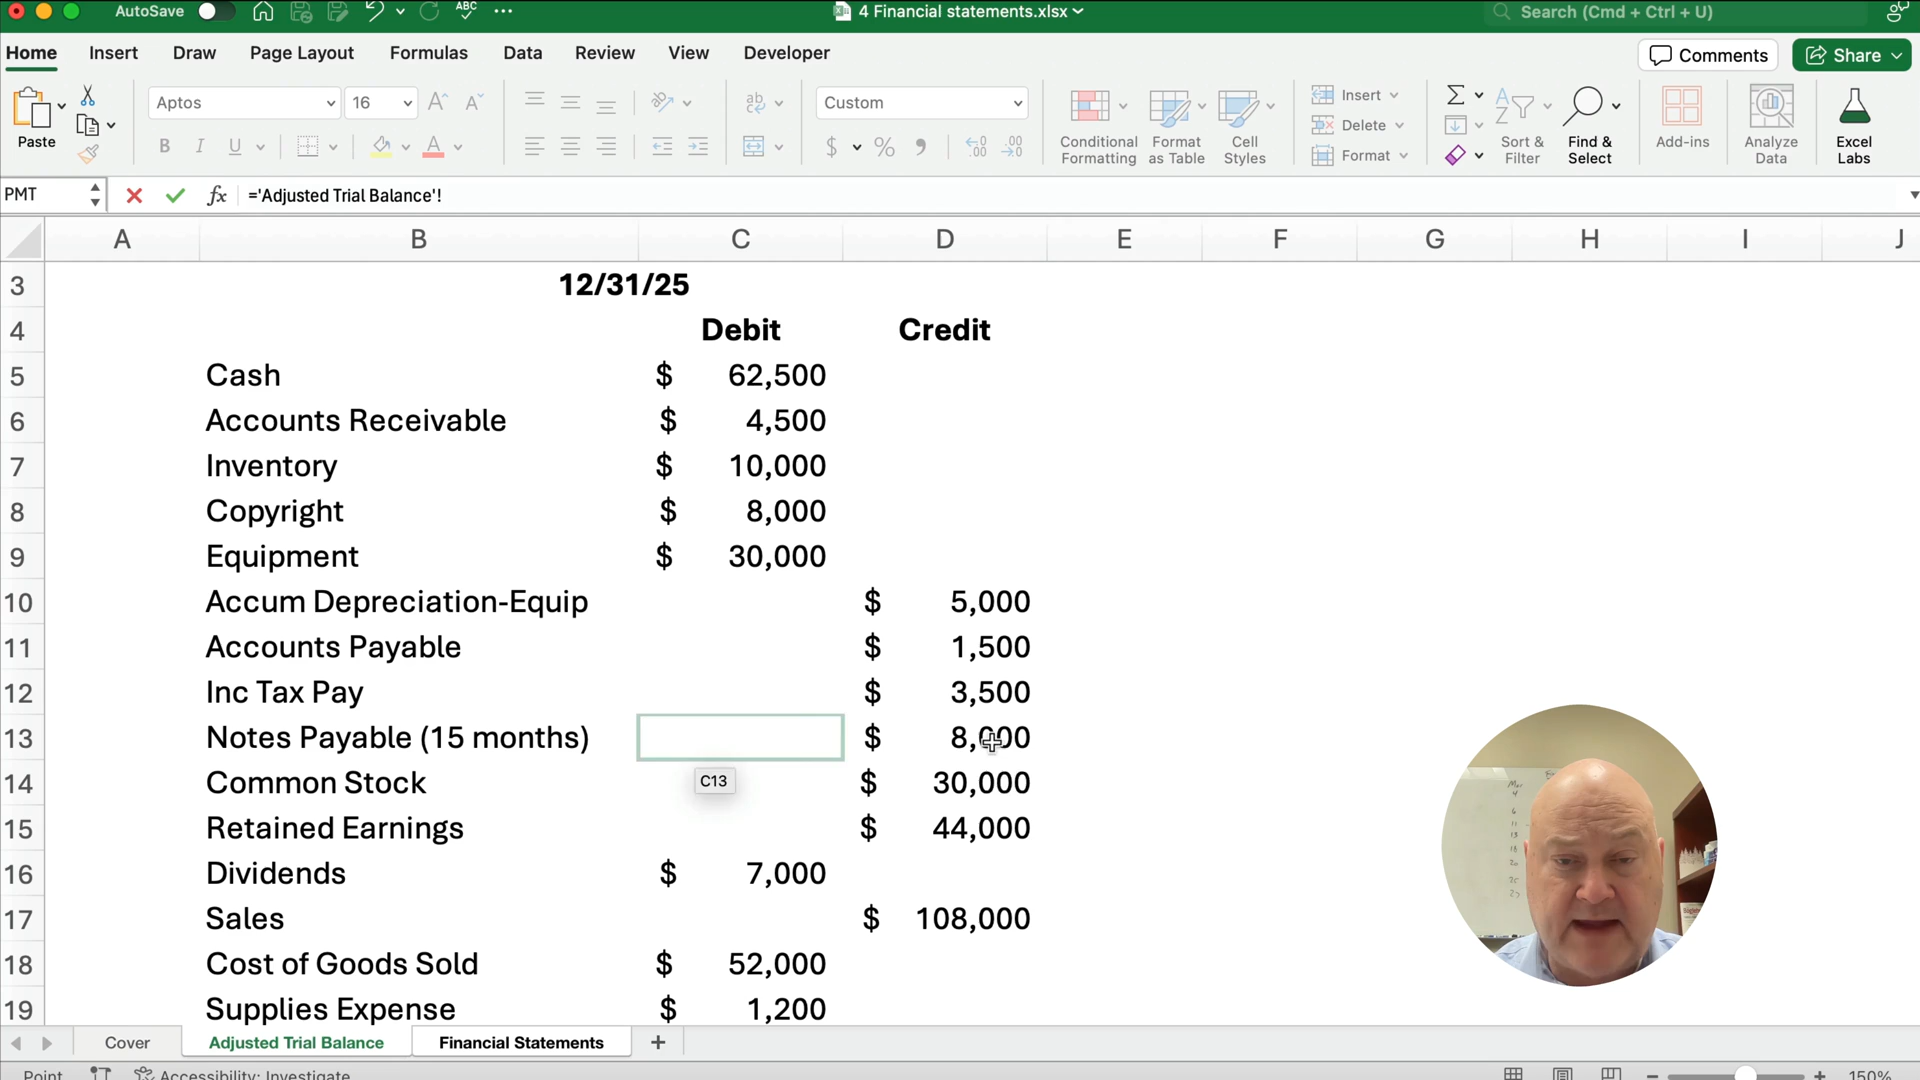 AutoSave
ABC
4 Financial statements.xlsx
Search (Cmd + Ctrl + U)
Home Insert Draw Page Layout Formulas Data Review View Developer
Comments Share
Paste
Aptos 16
B I U A
ab
Custom
$ % 9
Conditional Formatting
Format as Table
Cell Styles
Insert
Delete
Format
Sort & Filter
Find & Select
Add-ins
Analyze Data
Excel Labs
PMT fx ='Adjusted Trial Balance'!
A B C D E F G H I J
3 12/31/25
4 Debit Credit
5 Cash $ 62,500
6 Accounts Receivable $ 4,500
7 Inventory $ 10,000
8 Copyright $ 8,000
9 Equipment $ 30,000
10 Accum Depreciation-Equip $ 5,000
11 Accounts Payable $ 1,500
12 Inc Tax Pay $ 3,500
13 Notes Payable (15 months) $ 8,000
C13
14 Common Stock $ 30,000
15 Retained Earnings $ 44,000
16 Dividends $ 7,000
17 Sales $ 108,000
18 Cost of Goods Sold $ 52,000
19 Supplies Expense $ 1,200
Cover Adjusted Trial Balance Financial Statements +
Point Accessibility: Investigate 150%